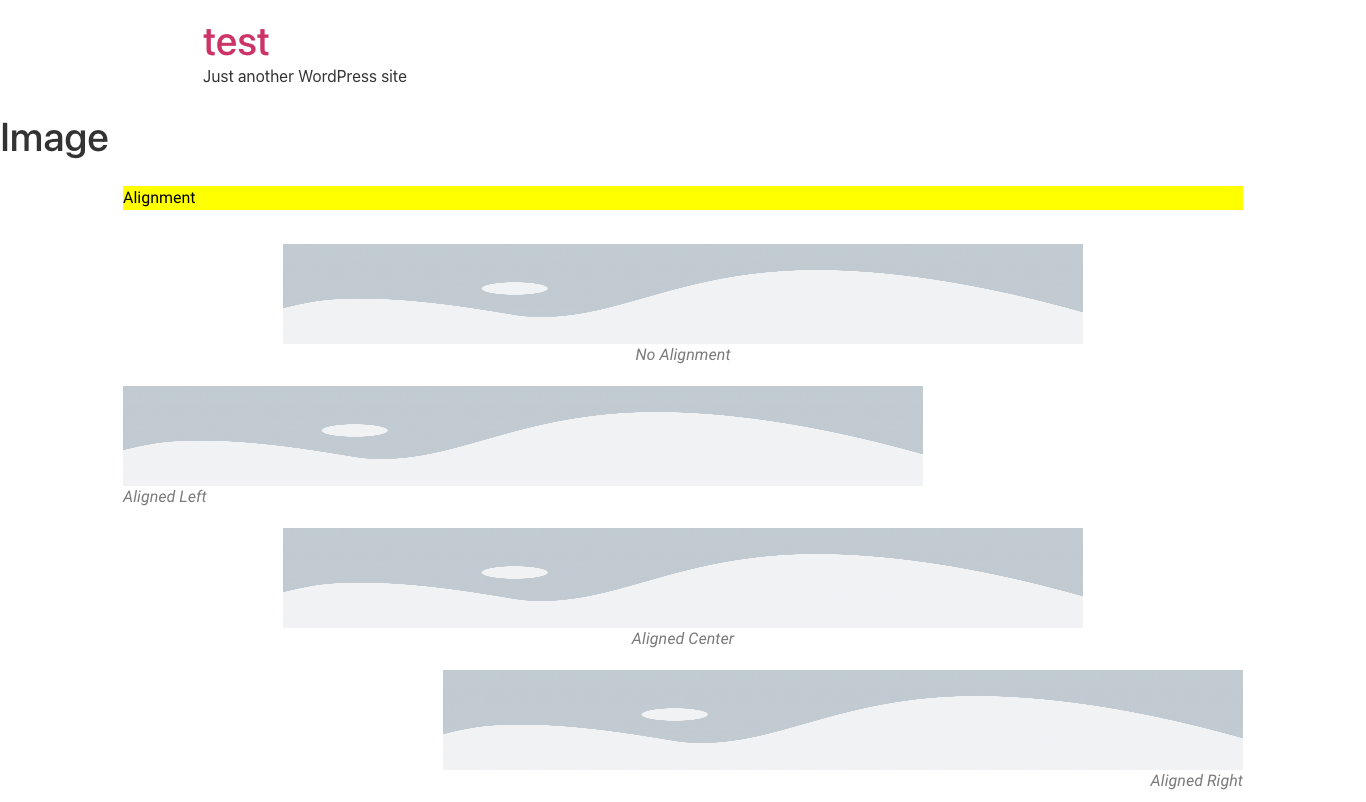 test
Just another WordPress site
Image
Alignment
No Alignment
Aligned Left
Aligned Center
Aligned Right